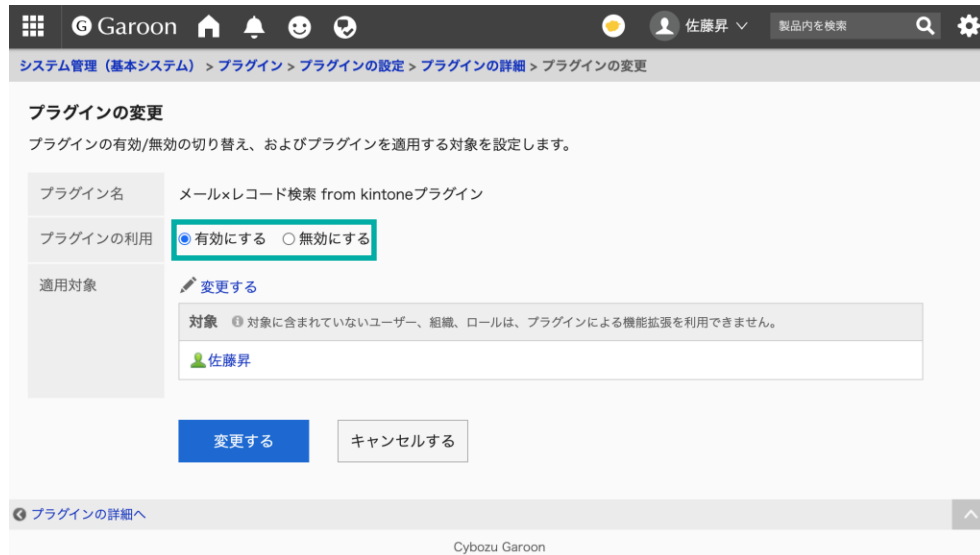 Garoon 佐藤昇 製品内を検索
システム管理（基本システム） > プラグイン > プラグインの設定 > プラグインの詳細 > プラグインの変更
プラグインの変更
プラグインの有効/無効の切り替え、およびプラグインを適用する対象を設定します。
プラグイン名 メール×レコード検索 from kintoneプラグイン
プラグインの利用 有効にする 無効にする
適用対象 変更する
対象 対象に含まれていないユーザー、組織、ロールは、プラグインによる機能拡張を利用できません。
佐藤昇
変更する キャンセルする
プラグインの詳細へ
Cybozu Garoon